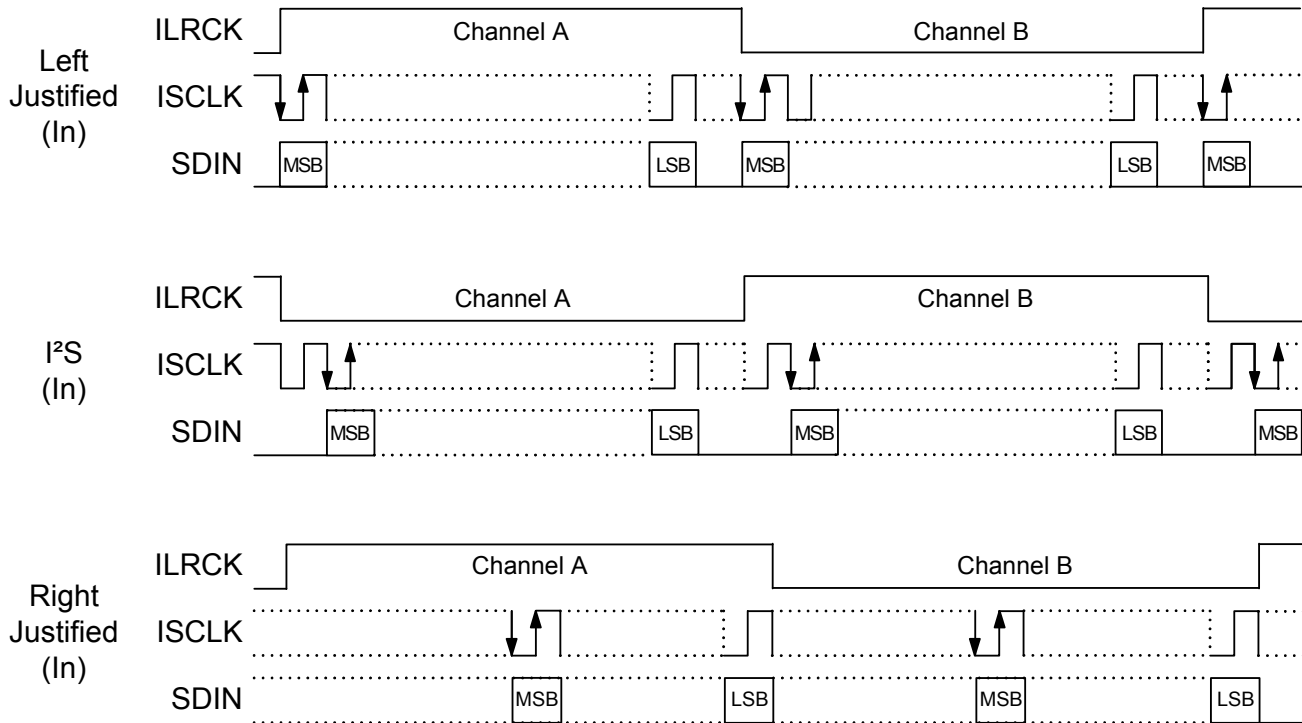 Left
Justified
(In)
ILRCK
Channel A
Channel B
ISCLK
SDIN
MSB
LSB
MSB
LSB
MSB
I²S
(In)
ILRCK
Channel A
Channel B
ISCLK
SDIN
MSB
LSB
MSB
LSB
MSB
Right
Justified
(In)
ILRCK
Channel A
Channel B
ISCLK
SDIN
MSB
LSB
MSB
LSB